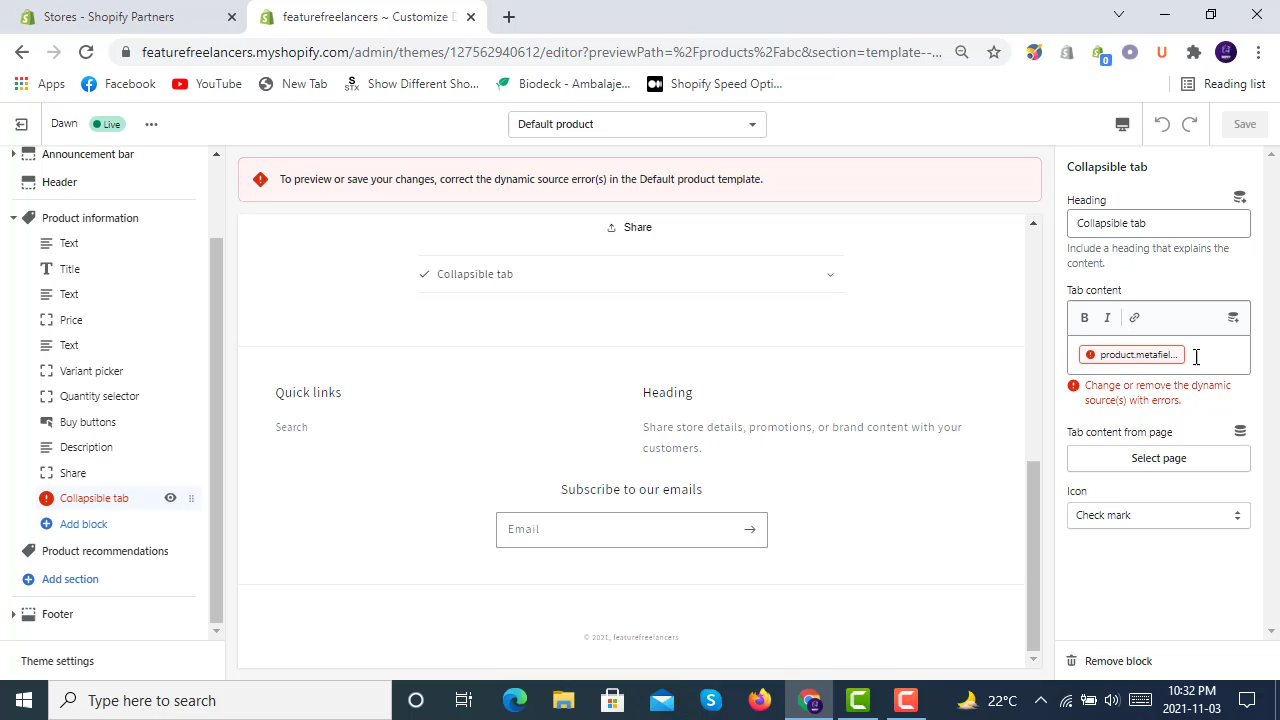 Stores - Shopify Partners
featurefreelancers ~ Customize D
featurefreelancers.myshopify.com/admin/themes/127562940612/editor?previewPath=%2Fproducts%2Fabc&section=template--...
0
U
Apps
Facebook
YouTube
New Tab
STX
Show Different Sho...
Biodeck - Ambalaje...
Shopify Speed Opti...
Reading list
Dawn
Live
Default product
Save
Announcement bar
Header
Product information
Text
Title
Text
Price
Text
Variant picker
Quantity selector
Buy buttons
Description
Share
Collapsible tab
Add block
Product recommendations
Add section
Footer
Theme settings
To preview or save your changes, correct the dynamic source error(s) in the Default product template.
Share
Collapsible tab
Quick links
Heading
Search
Share store details, promotions, or brand content with your
customers.
Subscribe to our emails
Email
© 2021, featurefreelancers
Collapsible tab
Heading
Collapsible tab
Include a heading that explains the
content.
Tab content
B I
product.metafiel...
Change or remove the dynamic
source(s) with errors.
Tab content from page
Select page
Icon
Check mark
Remove block
Type here to search
22°C
10:32 PM
2021-11-03